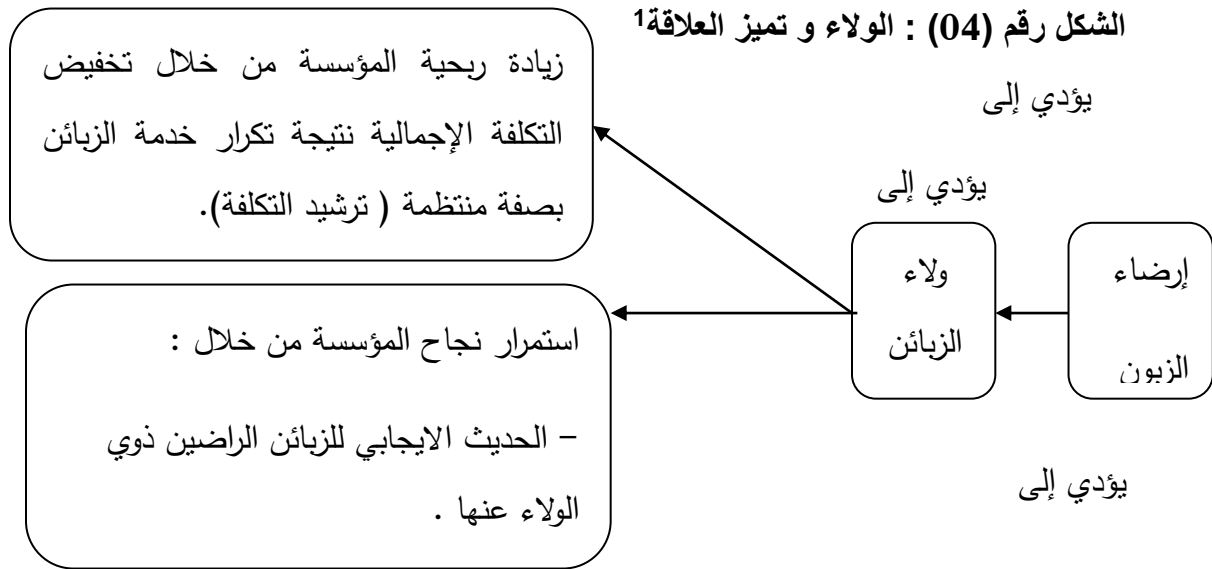 الشكل رقم (04) : الولاء و تميز العلاقة1
يؤدي إلى
يؤدي إلى
إرضاء
الزبون
ولاء
الزبائن
زيادة ربحية المؤسسة من خلال تخفيض
التكلفة الإجمالية نتيجة تكرار خدمة الزبائن
بصفة منتظمة ( ترشيد التكلفة).
استمرار نجاح المؤسسة من خلال :
– الحديث الايجابي للزبائن الراضين ذوي
الولاء عنها .
يؤدي إلى